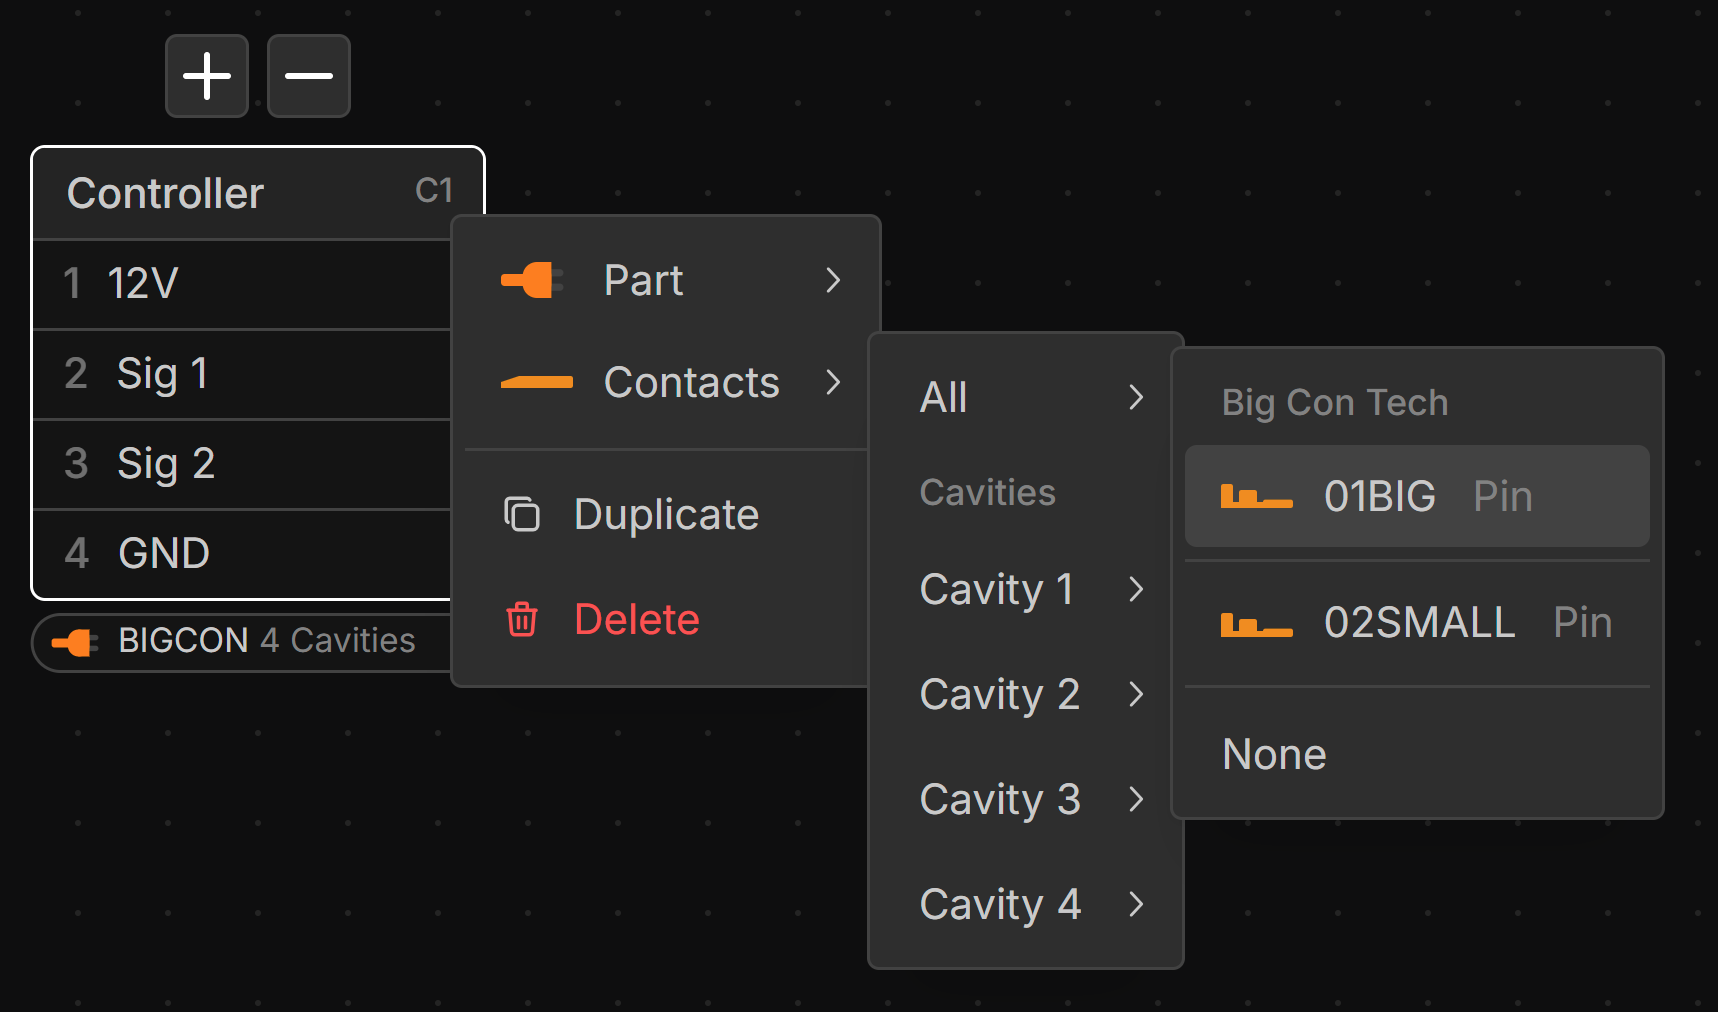 Controller C1
1 12V
2 Sig 1
3 Sig 2
4 GND
BIGCON 4 Cavities
Part
Contacts
Duplicate
Delete
All
Cavities
Cavity 1
Cavity 2
Cavity 3
Cavity 4
Big Con Tech
01BIG Pin
02SMALL Pin
None